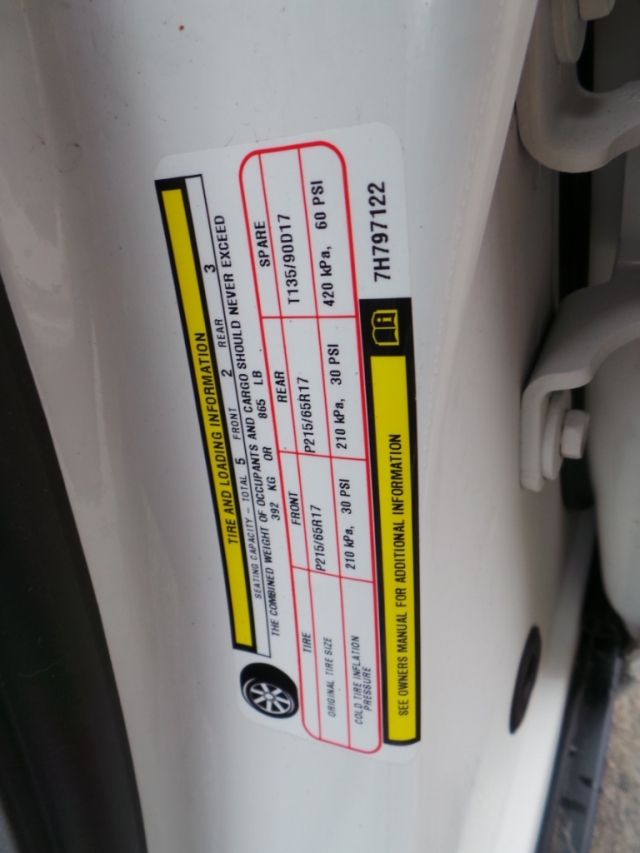 TIRE AND LOADING INFORMATION
SEATING CAPACITY – TOTAL 5 FRONT 2 REAR 3
THE COMBINED WEIGHT OF OCCUPANTS AND CARGO SHOULD NEVER EXCEED
392 KG OR 865 LB
TIRE FRONT REAR SPARE
ORIGINAL TIRE SIZE P215/65R17 P215/65R17 T135/90D17
COLD TIRE INFLATION PRESSURE 210 kPa, 30 PSI 210 kPa, 30 PSI 420 kPa, 60 PSI
SEE OWNERS MANUAL FOR ADDITIONAL INFORMATION
7H797122